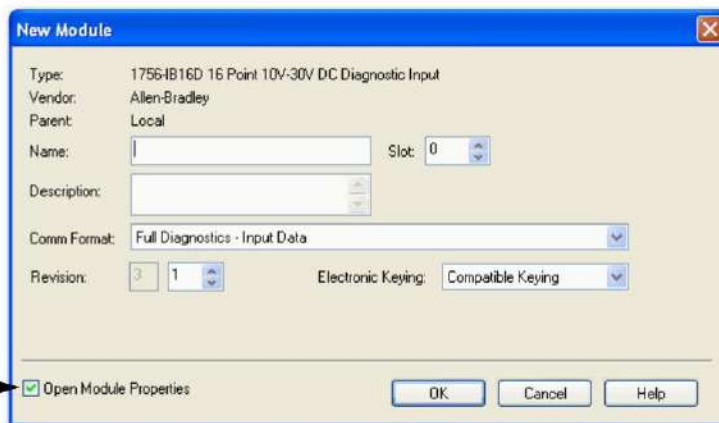 New Module
Type: 1756-IB16D 16 Point 10V-30V DC Diagnostic Input
Vendor: Allen-Bradley
Parent: Local
Name: Slot: 0
Description:
Comm Format: Full Diagnostics - Input Data
Revision: 3 1 Electronic Keying: Compatible Keying
Open Module Properties OK Cancel Help